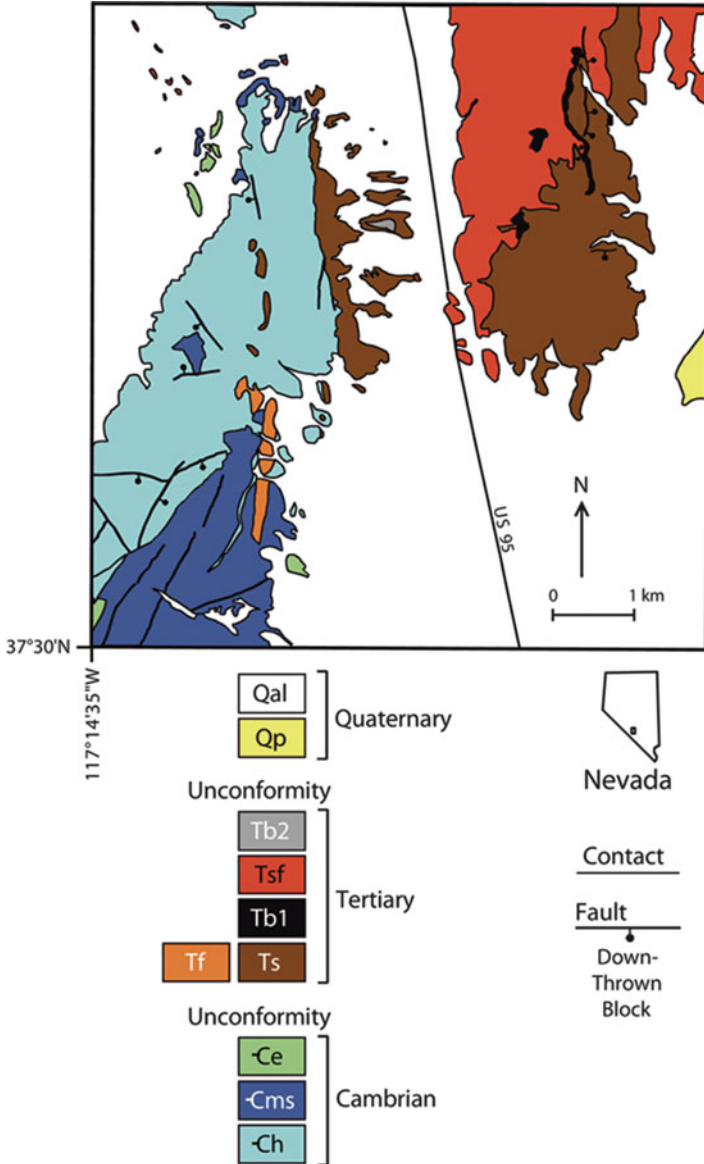 US 95
N
0 1 km
37°30'N
117°14'35"W
Qal
Qp
Quaternary
Nevada
Unconformity
Tb2
Tsf
Tb1
Tf Ts
Tertiary
Contact
Fault
Down-
Thrown
Block
Unconformity
-Ce
-Cms
-Ch
Cambrian